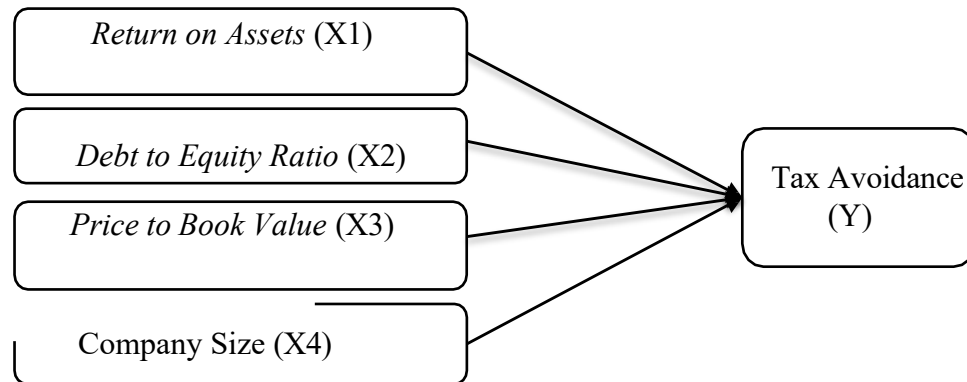 Return on Assets (X1)
Debt to Equity Ratio (X2)
Price to Book Value (X3)
Company Size (X4)
Tax Avoidance
(Y)